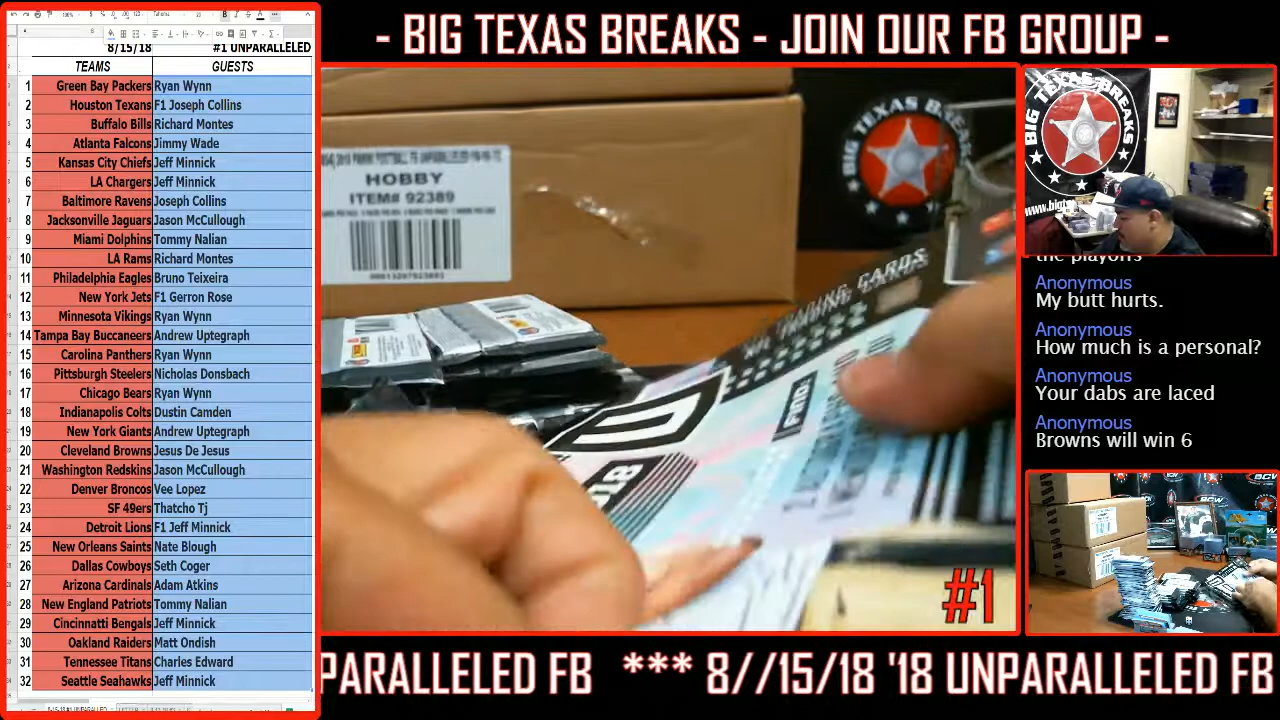 - BIG TEXAS BREAKS - JOIN OUR FB GROUP -
8/15/18 #1 UNPARALLELED
TEAMS GUESTS
1 Green Bay Packers Ryan Wynn
2 Houston Texans F1 Joseph Collins
3 Buffalo Bills Richard Montes
4 Atlanta Falcons Jimmy Wade
5 Kansas City Chiefs Jeff Minnick
6 LA Chargers Jeff Minnick
7 Baltimore Ravens Joseph Collins
8 Jacksonville Jaguars Jason McCullough
9 Miami Dolphins Tommy Nalian
10 LA Rams Richard Montes
11 Philadelphia Eagles Bruno Teixeira
12 New York Jets F1 Gerron Rose
13 Minnesota Vikings Ryan Wynn
14 Tampa Bay Buccaneers Andrew Uptegraph
15 Carolina Panthers Ryan Wynn
16 Pittsburgh Steelers Nicholas Donsbach
17 Chicago Bears Ryan Wynn
18 Indianapolis Colts Dustin Camden
19 New York Giants Andrew Uptegraph
20 Cleveland Browns Jesus De Jesus
21 Washington Redskins Jason McCullough
22 Denver Broncos Vee Lopez
23 SF 49ers Thatcho Tj
24 Detroit Lions F1 Jeff Minnick
25 New Orleans Saints Nate Blough
26 Dallas Cowboys Seth Coger
27 Arizona Cardinals Adam Atkins
28 New England Patriots Tommy Nalian
29 Cincinnatti Bengals Jeff Minnick
30 Oakland Raiders Matt Ondish
31 Tennessee Titans Charles Edward
32 Seattle Seahawks Jeff Minnick
HOBBY
ITEM# 92389
BIG TEXAS BREA
TRADING CARDS
#1
BIG TEXAS BREAKS
the playoffs
Anonymous
My butt hurts.
Anonymous
How much is a personal?
Anonymous
Your dabs are laced
Anonymous
Browns will win 6
PARALLELED FB *** 8//15/18 '18 UNPARALLELED FB